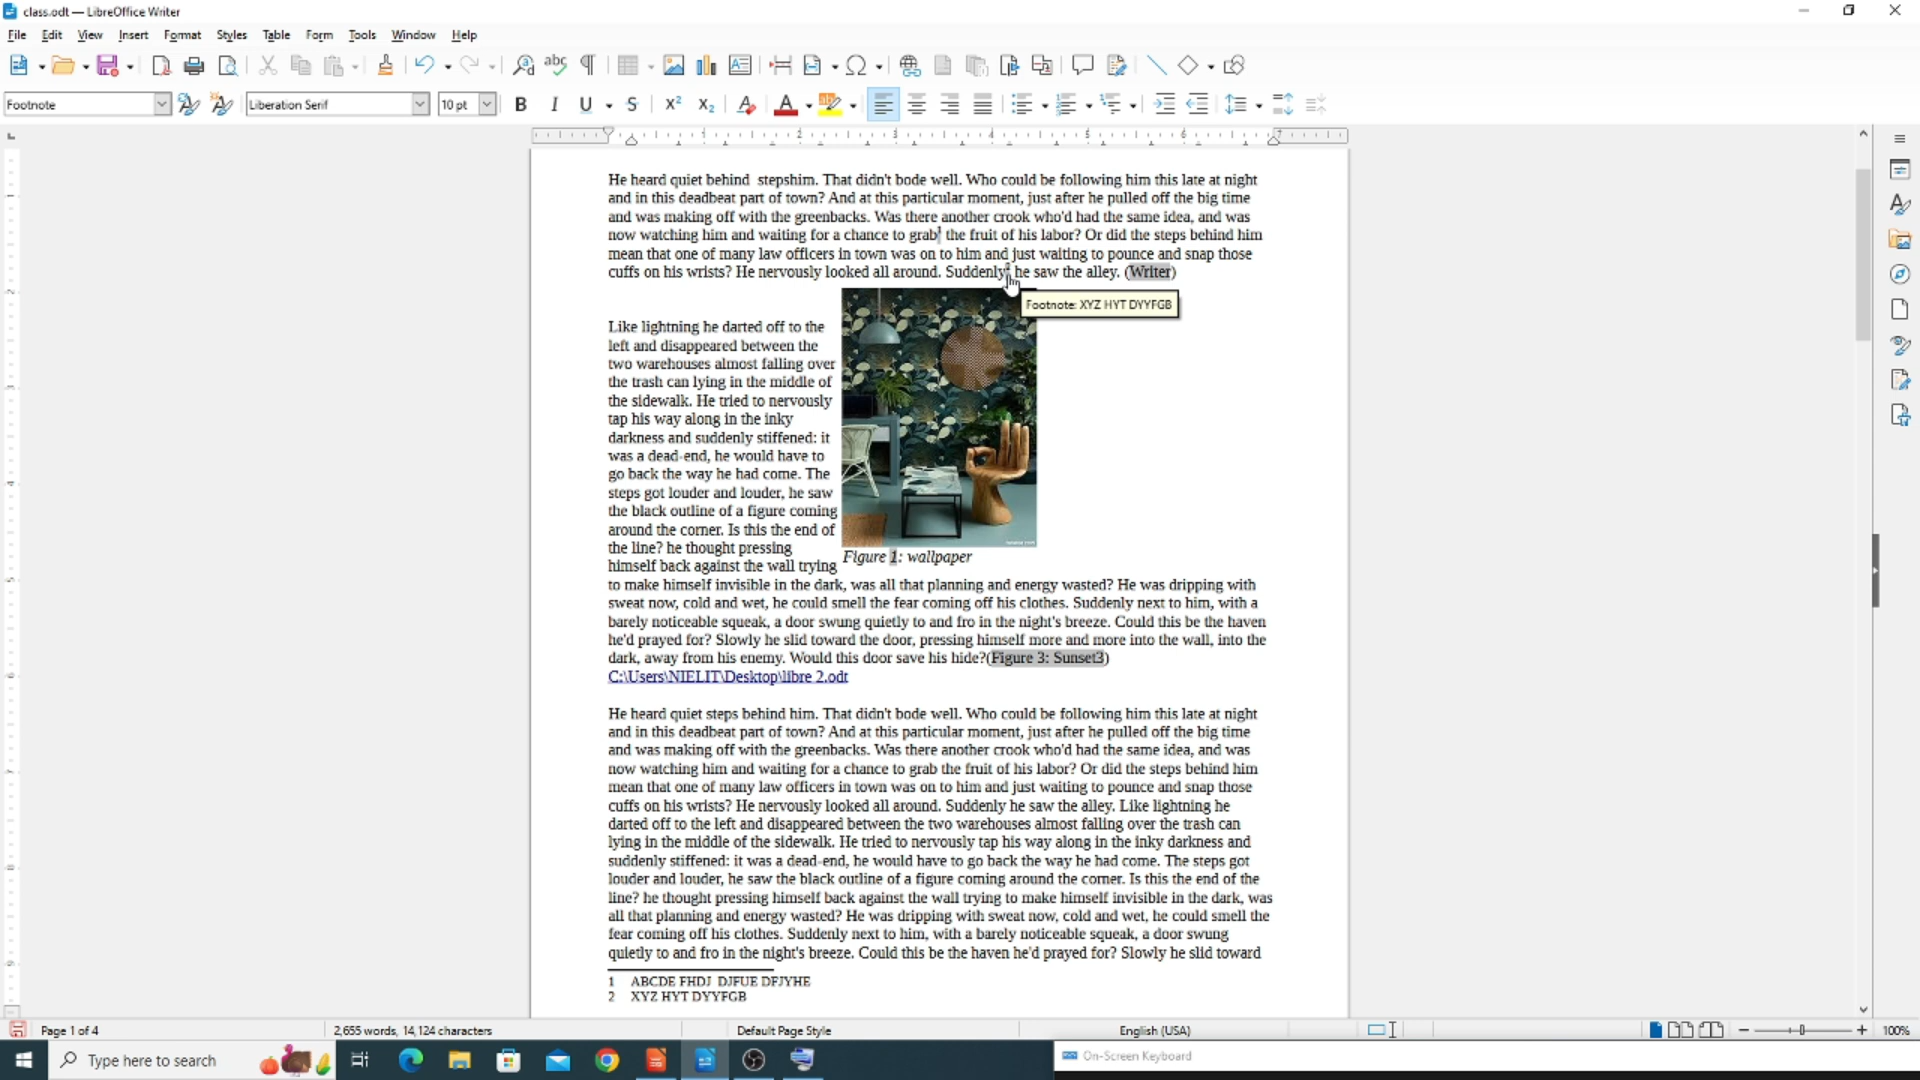 class.odt — LibreOffice Writer
File Edit View Insert Format Styles Table Form Tools Window Help
Footnote
Liberation Serif
10 pt
He heard quiet behind  stepshim. That didn't bode well. Who could be following him this late at night
and in this deadbeat part of town? And at this particular moment, just after he pulled off the big time
and was making off with the greenbacks. Was there another crook who'd had the same idea, and was
now watching him and waiting for a chance to grab1 the fruit of his labor? Or did the steps behind him
mean that one of many law officers in town was on to him and just waiting to pounce and snap those
cuffs on his wrists? He nervously looked all around. Suddenly he saw the alley. (Writer)
Footnote: XYZ HYT DYYFGB
Like lightning he darted off to the
left and disappeared between the
two warehouses almost falling over
the trash can lying in the middle of
the sidewalk. He tried to nervously
tap his way along in the inky
darkness and suddenly stiffened: it
was a dead-end, he would have to
go back the way he had come. The
steps got louder and louder, he saw
the black outline of a figure coming
around the corner. Is this the end of
the line? he thought pressing
himself back against the wall trying
Figure 1: wallpaper
to make himself invisible in the dark, was all that planning and energy wasted? He was dripping with
sweat now, cold and wet, he could smell the fear coming off his clothes. Suddenly next to him, with a
barely noticeable squeak, a door swung quietly to and fro in the night's breeze. Could this be the haven
he'd prayed for? Slowly he slid toward the door, pressing himself more and more into the wall, into the
dark, away from his enemy. Would this door save his hide?(Figure 3: Sunset3)
C:\Users\NIELIT\Desktop\libre 2.odt
He heard quiet steps behind him. That didn't bode well. Who could be following him this late at night
and in this deadbeat part of town? And at this particular moment, just after he pulled off the big time
and was making off with the greenbacks. Was there another crook who'd had the same idea, and was
now watching him and waiting for a chance to grab the fruit of his labor? Or did the steps behind him
mean that one of many law officers in town was on to him and just waiting to pounce and snap those
cuffs on his wrists? He nervously looked all around. Suddenly he saw the alley. Like lightning he
darted off to the left and disappeared between the two warehouses almost falling over the trash can
lying in the middle of the sidewalk. He tried to nervously tap his way along in the inky darkness and
suddenly stiffened: it was a dead-end, he would have to go back the way he had come. The steps got
louder and louder, he saw the black outline of a figure coming around the corner. Is this the end of the
line? he thought pressing himself back against the wall trying to make himself invisible in the dark, was
all that planning and energy wasted? He was dripping with sweat now, cold and wet, he could smell the
fear coming off his clothes. Suddenly next to him, with a barely noticeable squeak, a door swung
quietly to and fro in the night's breeze. Could this be the haven he'd prayed for? Slowly he slid toward
1 ABCDE FHDJ  DJFUE DFJYHE
2 XYZ HYT DYYFGB
Page 1 of 4
2,655 words, 14,124 characters
Default Page Style
English (USA)
100%
Type here to search
On-Screen Keyboard